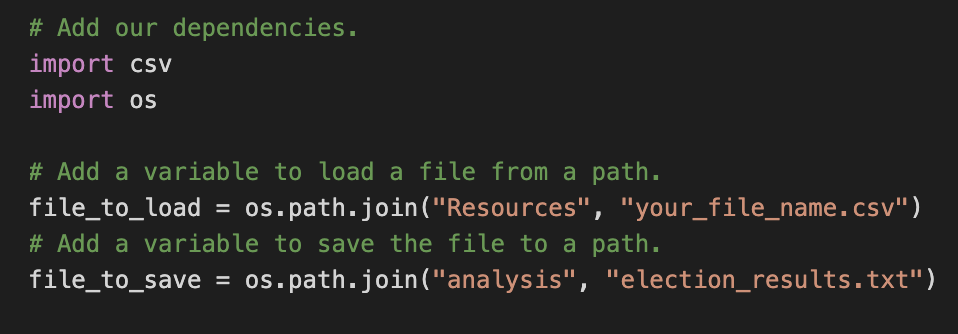 # Add our dependencies.
import csv
import os
# Add a variable to load a file from a path.
file_to_load = os.path.join("Resources", "your_file_name.csv")
# Add a variable to save the file to a path.
file_to_save = os.path.join("analysis", "election_results.txt")